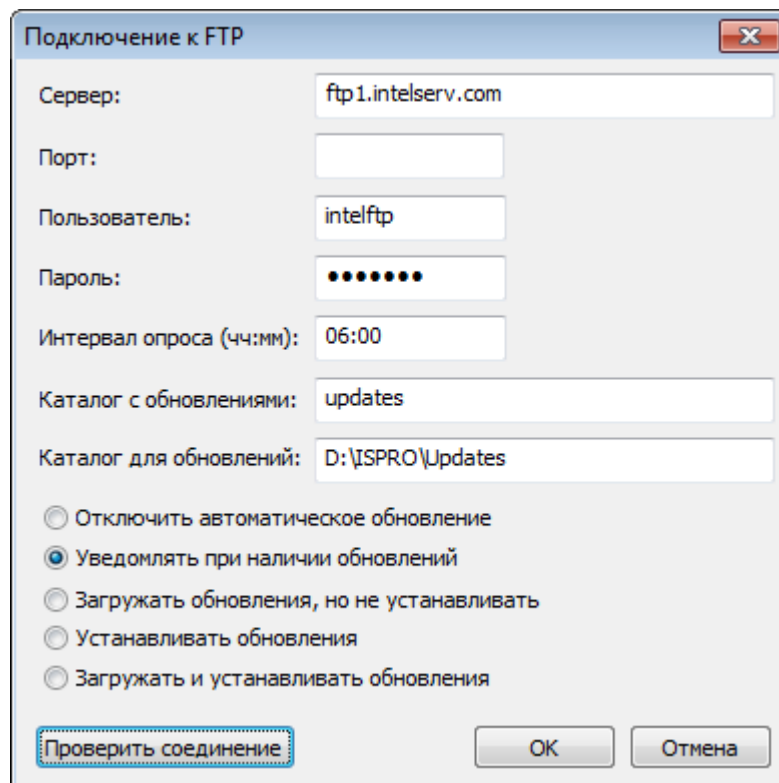 Подключение к FTP
Сервер: ftp1.intelserv.com
Порт:
Пользователь: intelftp
Пароль: ●●●●●●●
Интервал опроса (чч:мм): 06:00
Каталог с обновлениями: updates
Каталог для обновлений: D:\ISPRO\Updates
Отключить автоматическое обновление
Уведомлять при наличии обновлений
Загружать обновления, но не устанавливать
Устанавливать обновления
Загружать и устанавливать обновления
Проверить соединение OK Отмена